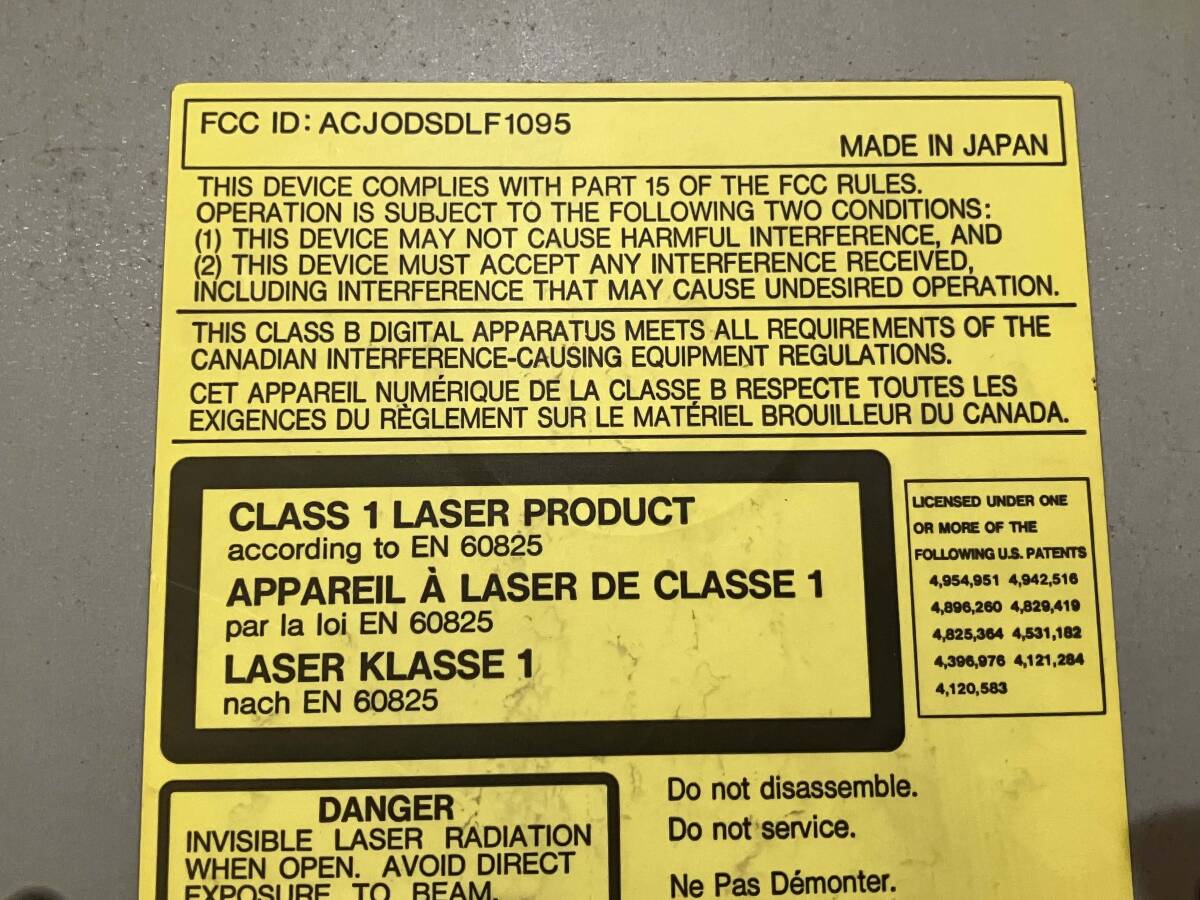 FCC ID: ACJODSDLF1095
MADE IN JAPAN
THIS DEVICE COMPLIES WITH PART 15 OF THE FCC RULES.
OPERATION IS SUBJECT TO THE FOLLOWING TWO CONDITIONS:
(1) THIS DEVICE MAY NOT CAUSE HARMFUL INTERFERENCE, AND
(2) THIS DEVICE MUST ACCEPT ANY INTERFERENCE RECEIVED,
INCLUDING INTERFERENCE THAT MAY CAUSE UNDESIRED OPERATION.
THIS CLASS B DIGITAL APPARATUS MEETS ALL REQUIREMENTS OF THE
CANADIAN INTERFERENCE-CAUSING EQUIPMENT REGULATIONS.
CET APPAREIL NUMÉRIQUE DE LA CLASSE B RESPECTE TOUTES LES
EXIGENCES DU RÈGLEMENT SUR LE MATÉRIEL BROUILLEUR DU CANADA.
CLASS 1 LASER PRODUCT
according to EN 60825
APPAREIL À LASER DE CLASSE 1
par la loi EN 60825
LASER KLASSE 1
nach EN 60825
LICENSED UNDER ONE
OR MORE OF THE
FOLLOWING U.S. PATENTS
4,954,951 4,942,516
4,896,260 4,829,419
4,825,364 4,531,182
4,396,976 4,121,284
4,120,583
DANGER
INVISIBLE LASER RADIATION
WHEN OPEN. AVOID DIRECT
EXPOSURE TO BEAM.
Do not disassemble.
Do not service.
Ne Pas Démonter.